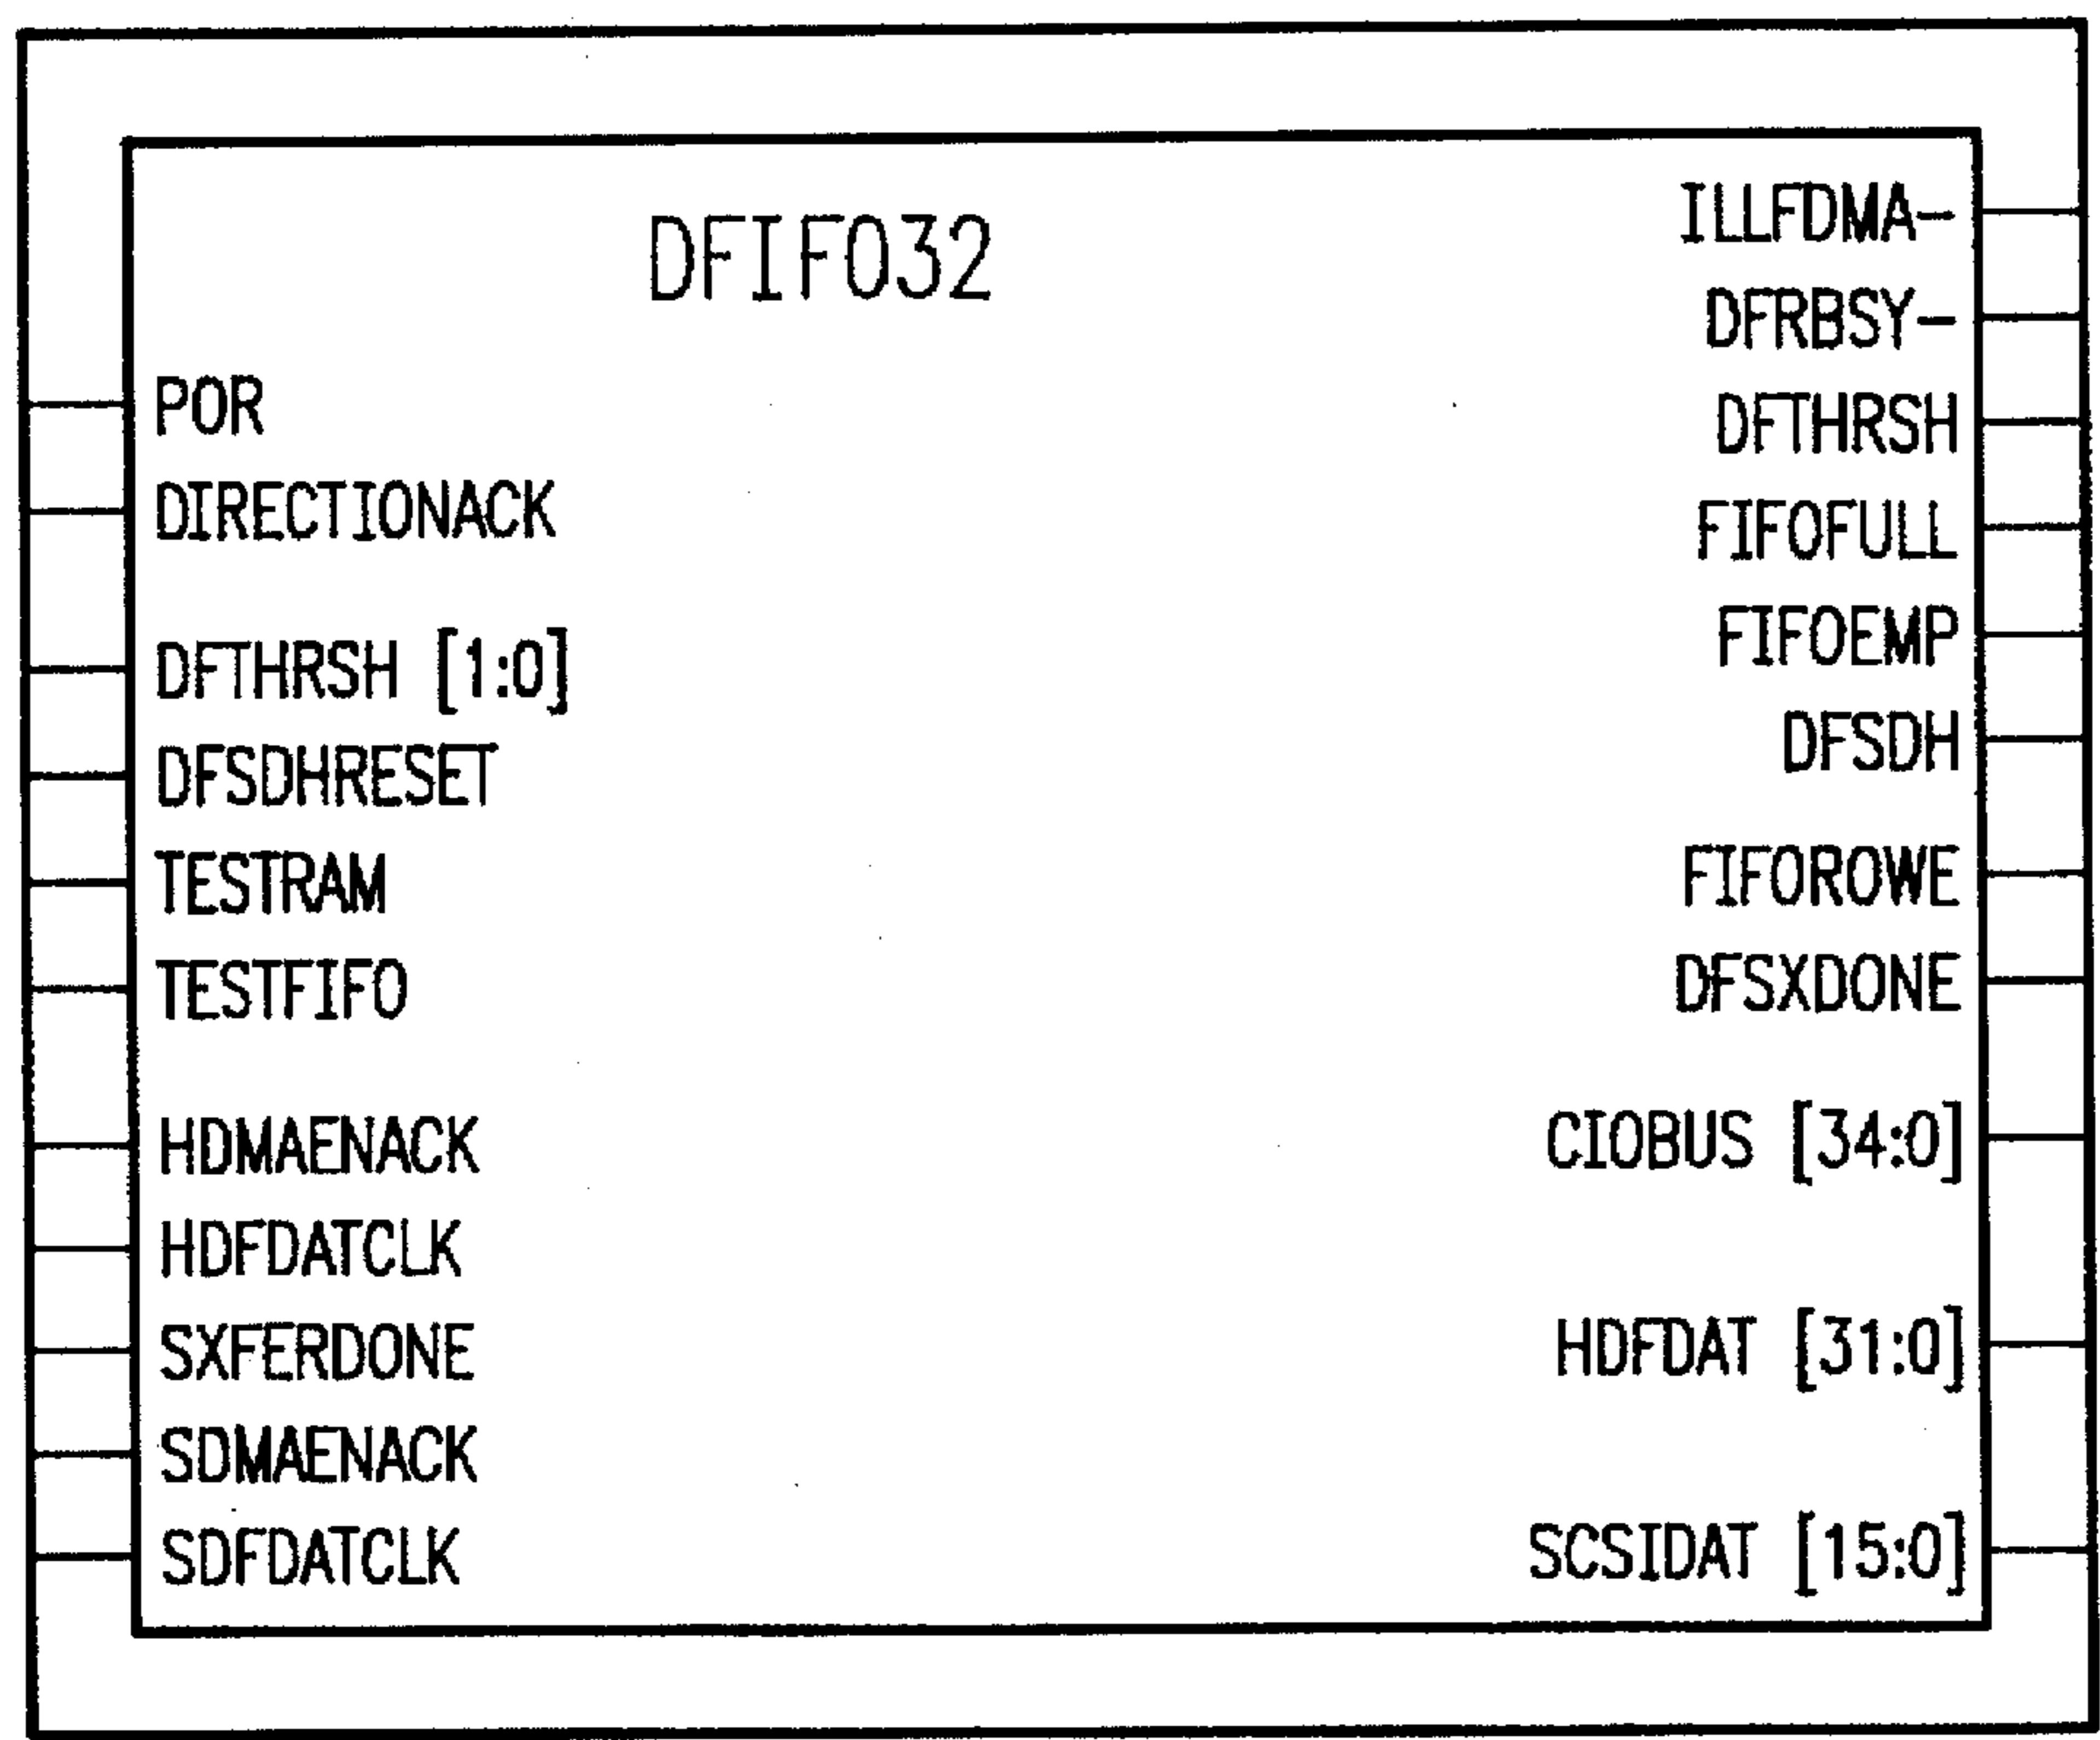 DFIFO32
POR
DIRECTIONACK
DFTHRSH [1:0]
DFSDHRESET
TESTRAM
TESTFIFO
HDMAENACK
HDFDATCLK
SXFERDONE
SDMAENACK
SDFDATCLK
ILLFDMA-
DFRBSY-
DFTHRSH
FIFOFULL
FIFOEMP
DFSDH
FIFOROWE
DFSXDONE
CIOBUS [34:0]
HDFDAT [31:0]
SCSIDAT [15:0]